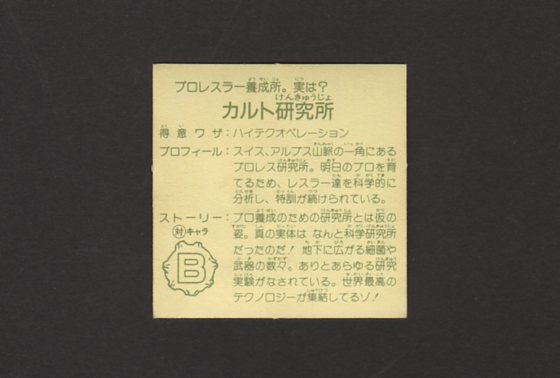 プロレスラー養成所。実は？
カルト研究所
得意ワザ：ハイテクオペレーション
プロフィール：スイス、アルプス山脈の一角にある
プロレス研究所。明日のプロを育
てるため、レスラー達を科学的に
分析し、特訓が続けられている。
ストーリー：プロ養成のための研究所とは仮の
姿。真の実体は なんと科学研究所
だったのだ！ 地下に広がる細菌や
武器の数々。ありとあらゆる研究
実験がなされている。世界最高の
テクノロジーが集結してるゾ！
対キャラ
B